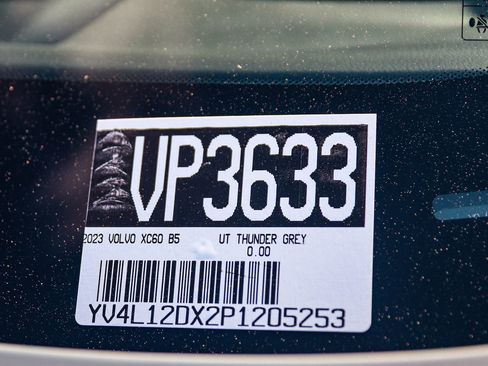 VP3633
2023 VOLVO XC60 B5 UT THUNDER GREY
0.00
YV4L12DX2P1205253